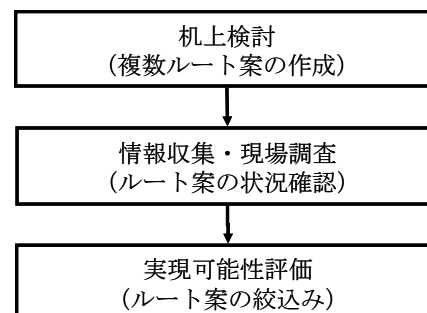 机上検討
（複数ルート案の作成）
情報収集・現場調査
（ルート案の状況確認）
実現可能性評価
（ルート案の絞込み）